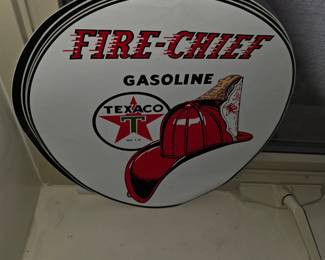 FIRE-CHIEF
GASOLINE
TEXACO
T